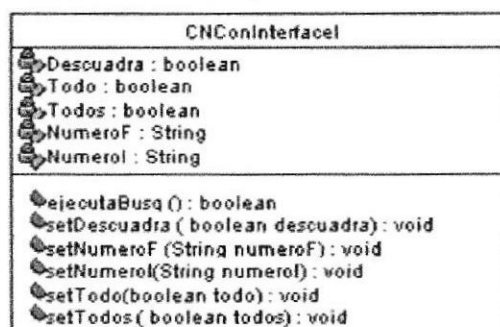 CNConInterfaceI
Descuadra : boolean
Todo : boolean
Todos : boolean
NumeroF : String
NumeroI : String
ejecutaBusq () : boolean
setDescuadra ( boolean descuadra) : void
setNumeroF (String numeroF) : void
setNumeroI(String numeroI) : void
setTodo(boolean todo) : void
setTodos ( boolean todos) : void